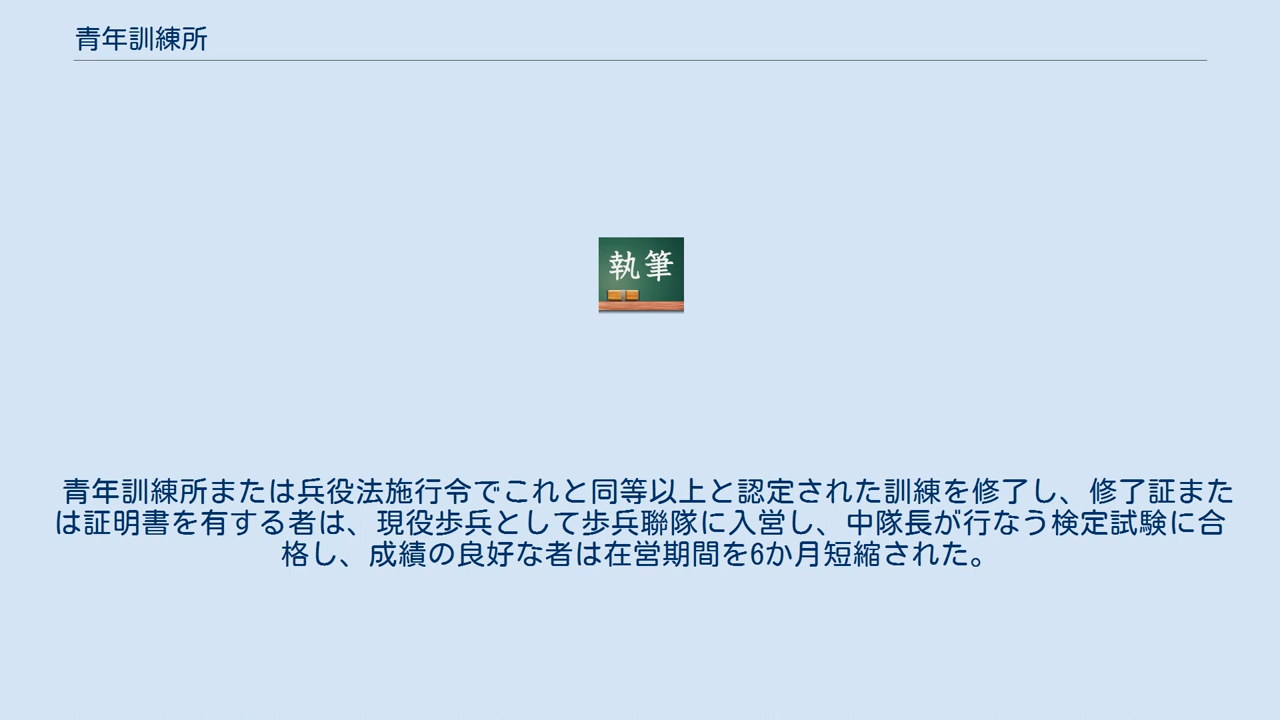 青年訓練所
執筆
青年訓練所または兵役法施行令でこれと同等以上と認定された訓練を修了し、修了証また
は証明書を有する者は、現役歩兵として歩兵聯隊に入営し、中隊長が行なう検定試験に合
格し、成績の良好な者は在営期間を6か月短縮された。